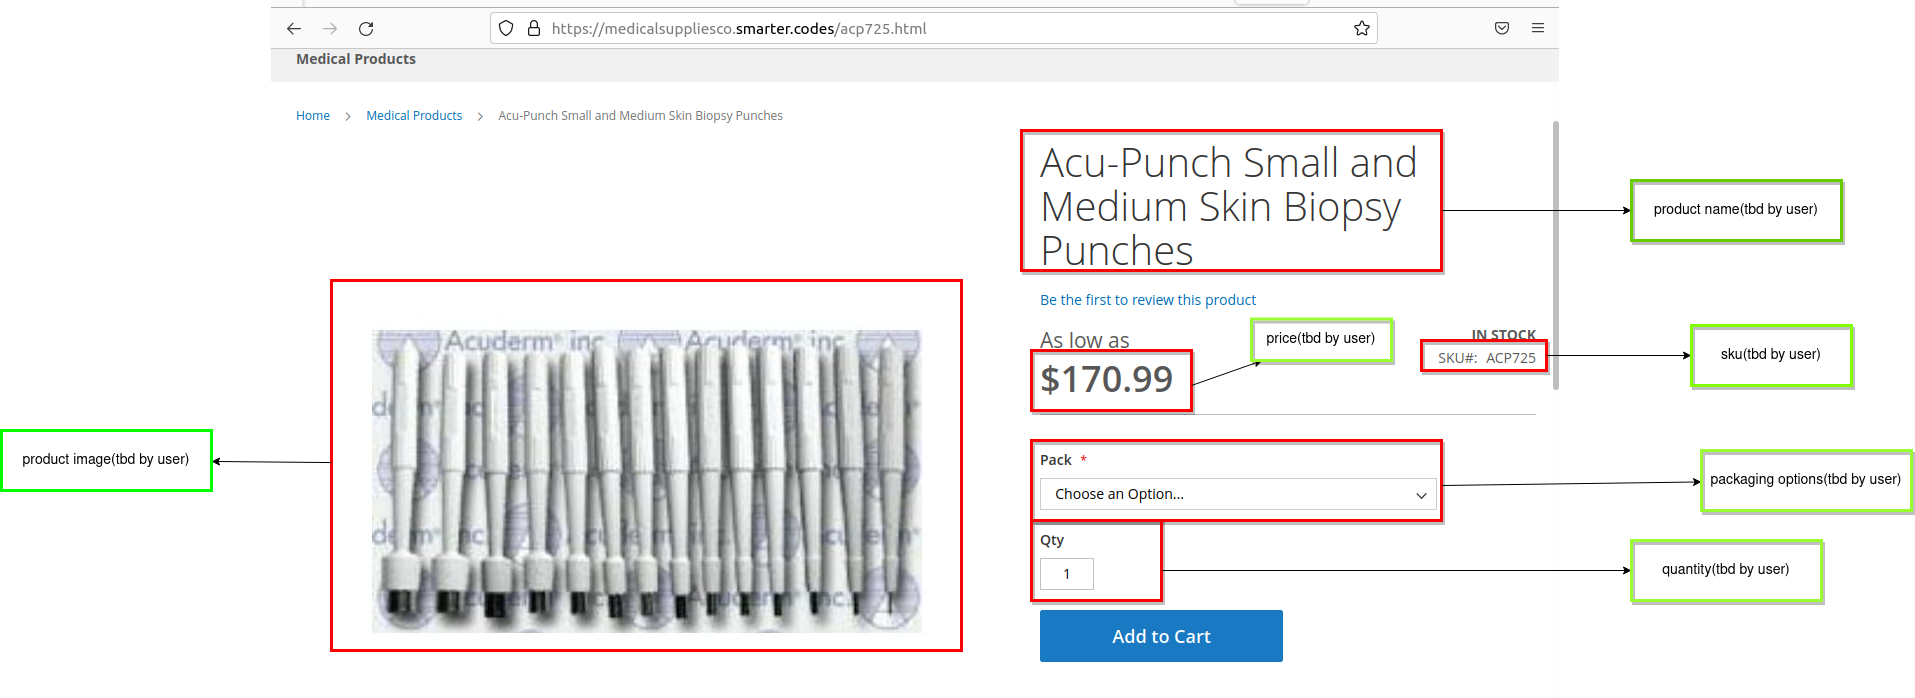 https://medicalsuppliesco.smarter.codes/acp725.html
Medical Products
Home > Medical Products > Acu-Punch Small and Medium Skin Biopsy Punches
Acu-Punch Small and
Medium Skin Biopsy
Punches
product name(tbd by user)
Be the first to review this product
As low as
price(tbd by user)
IN STOCK
SKU#: ACP725
sku(tbd by user)
$170.99
Acuderm® inc.
Acuderm® inc
product image(tbd by user)
Pack *
Choose an Option...
packaging options(tbd by user)
Qty
1
quantity(tbd by user)
Add to Cart